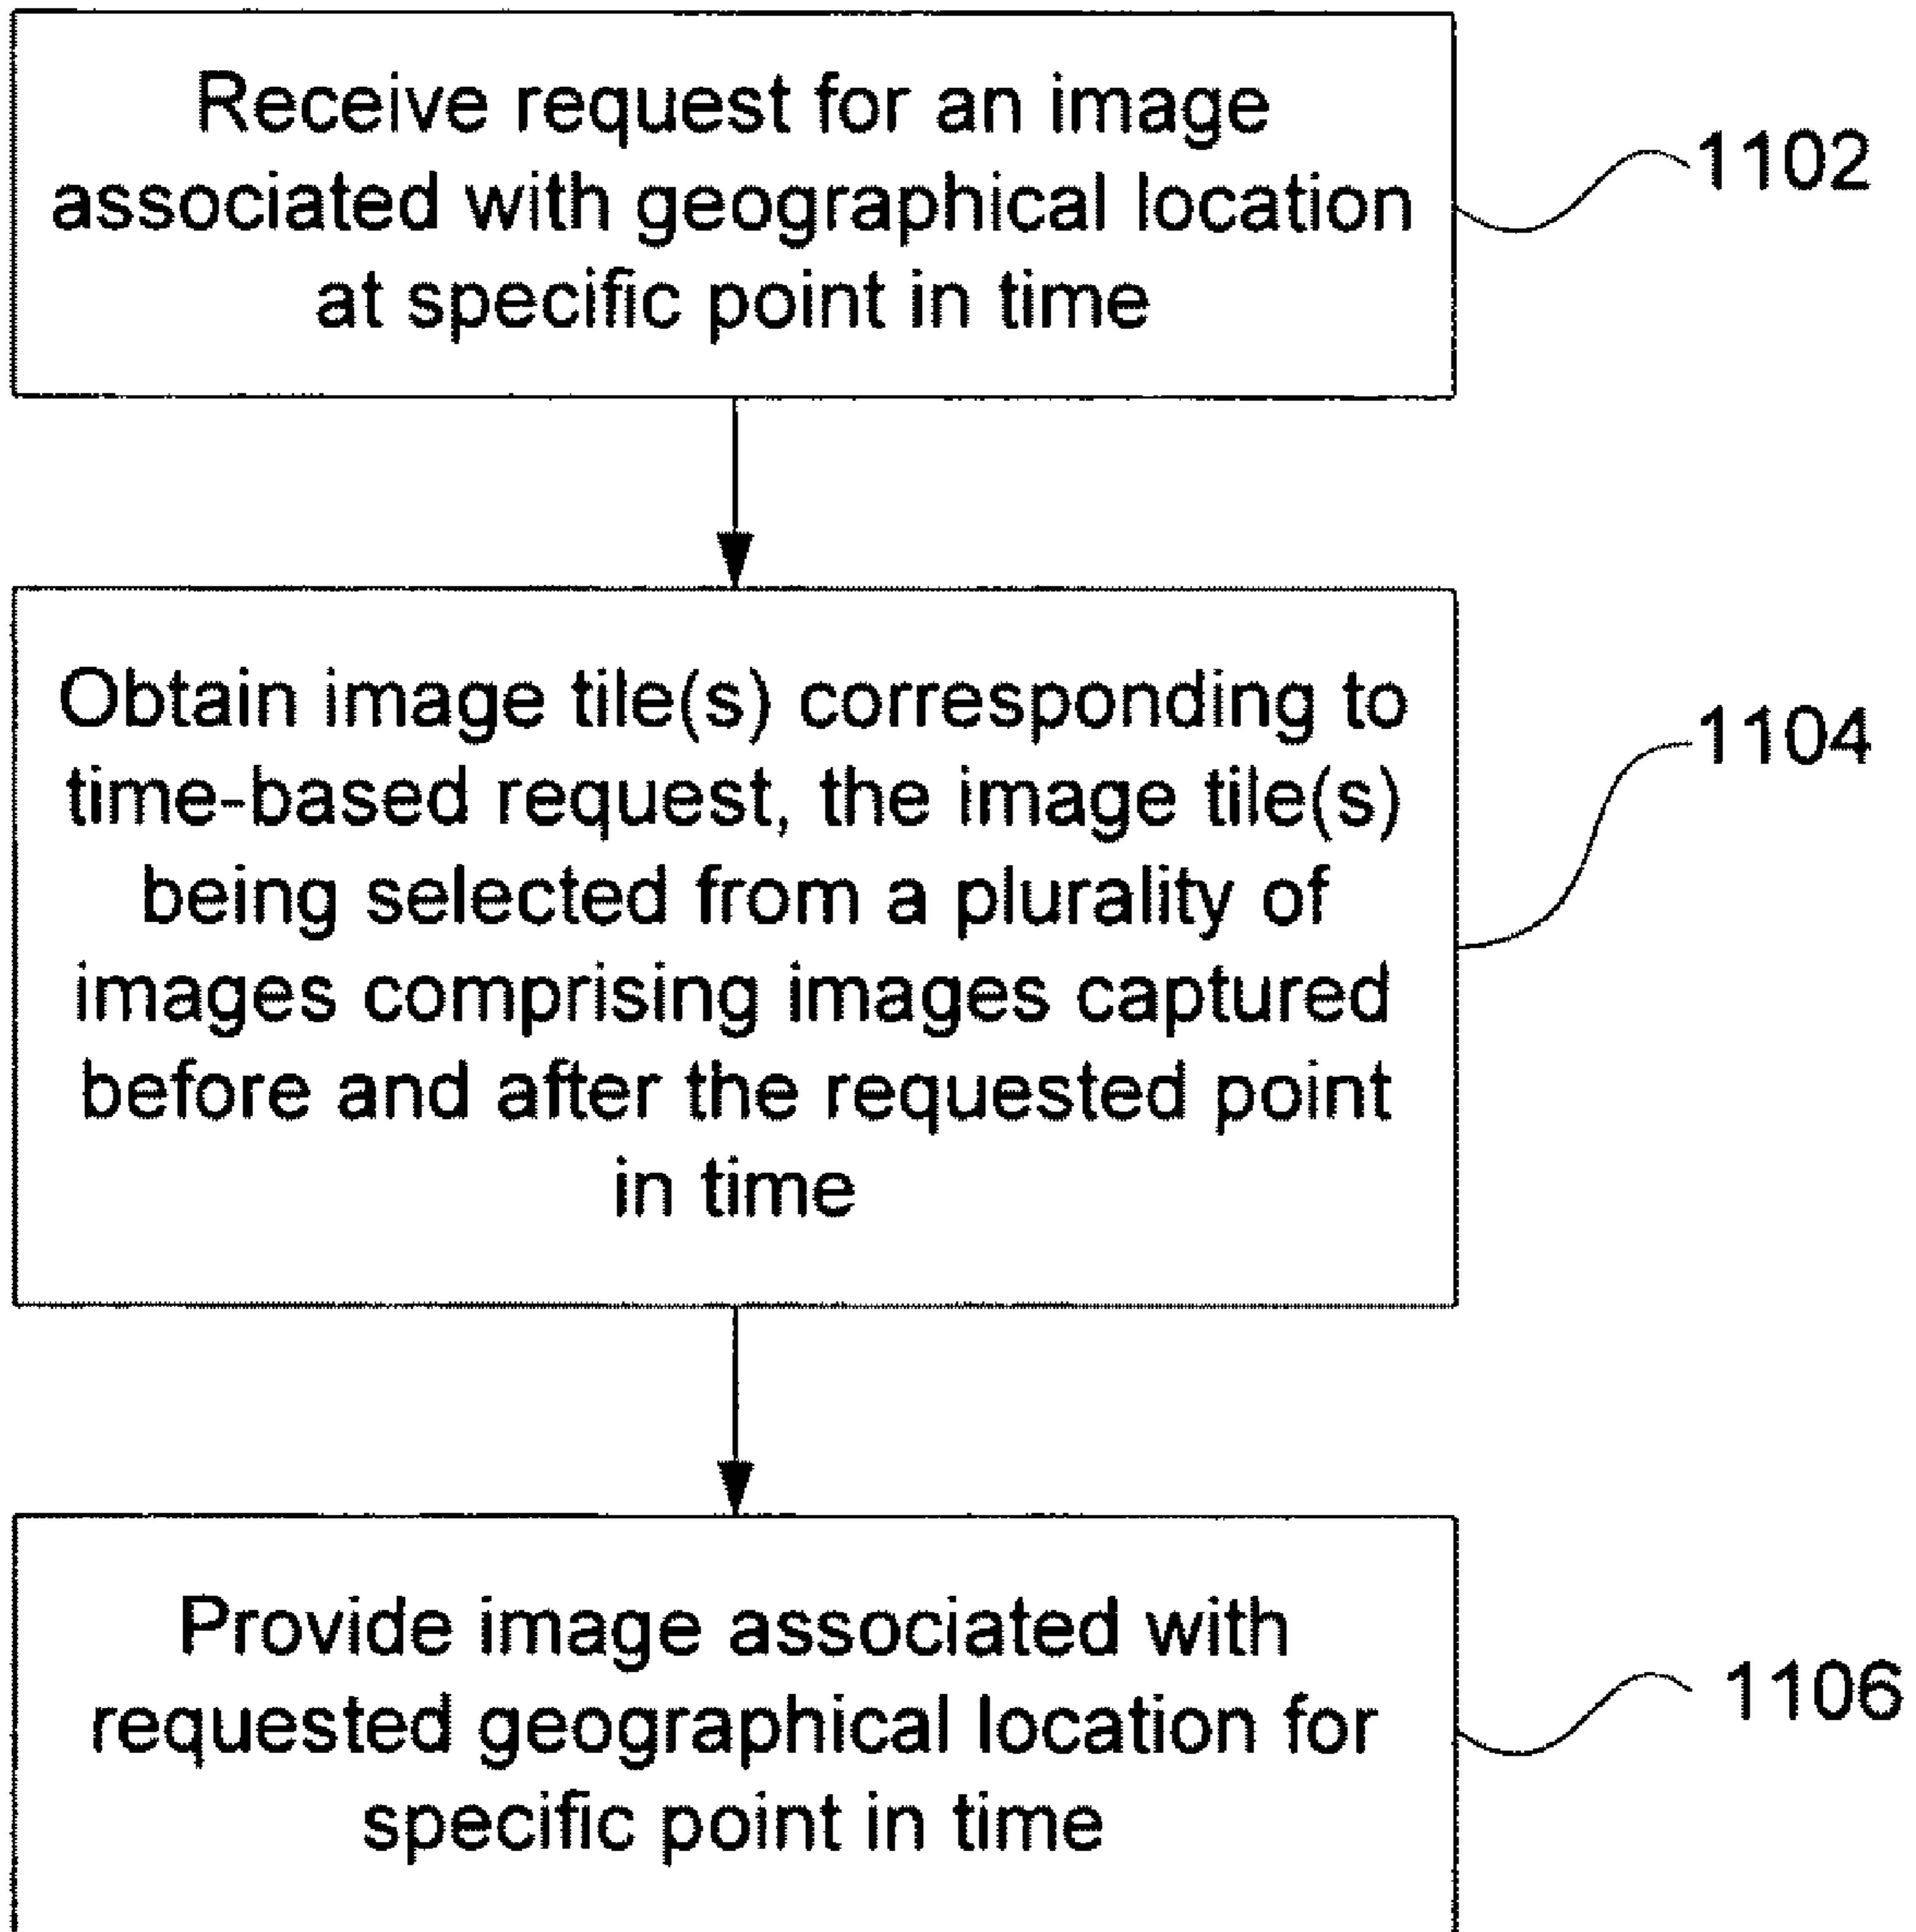 Receive request for an image
associated with geographical location
at specific point in time
1102
Obtain image tile(s) corresponding to
time-based request, the image tile(s)
being selected from a plurality of
images comprising images captured
before and after the requested point
in time
1104
Provide image associated with
requested geographical location for
specific point in time
1106